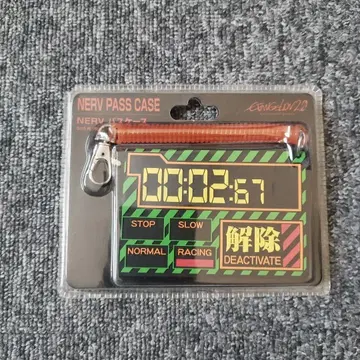 NERV PASS CASE
EVANGELION 2.0
NERV パスケース
00:02:67
STOP
SLOW
解除
NORMAL
RACING
DEACTIVATE